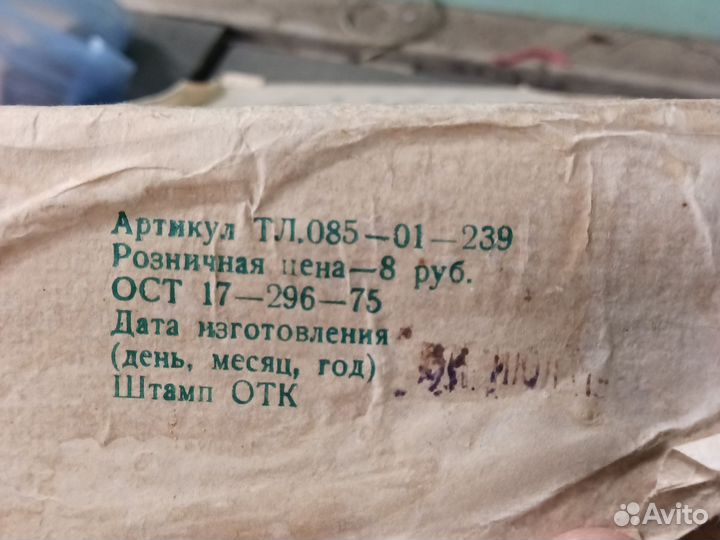 Артикул ТЛ.085—01—239
Розничная цена—8 руб.
ОСТ 17—296—75
Дата изготовления
(день, месяц, год)
Штамп ОТК
Avito